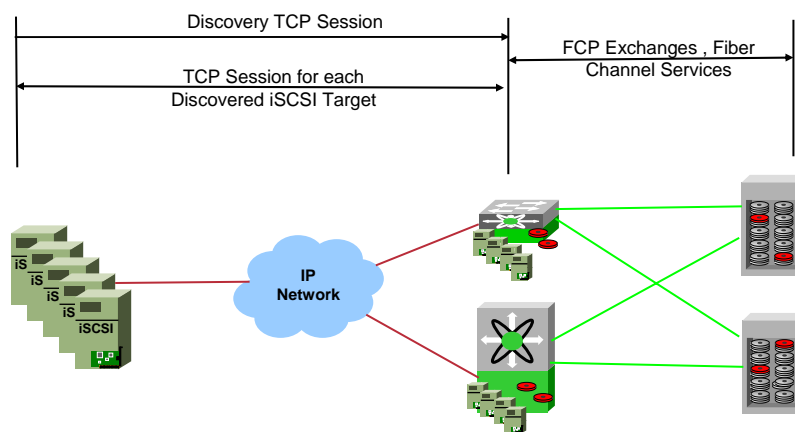 Discovery TCP Session
FCP Exchanges , Fiber
Channel Services
TCP Session for each
Discovered iSCSI Target
iS
iS
iS
iS
iSCSI
IP
Network